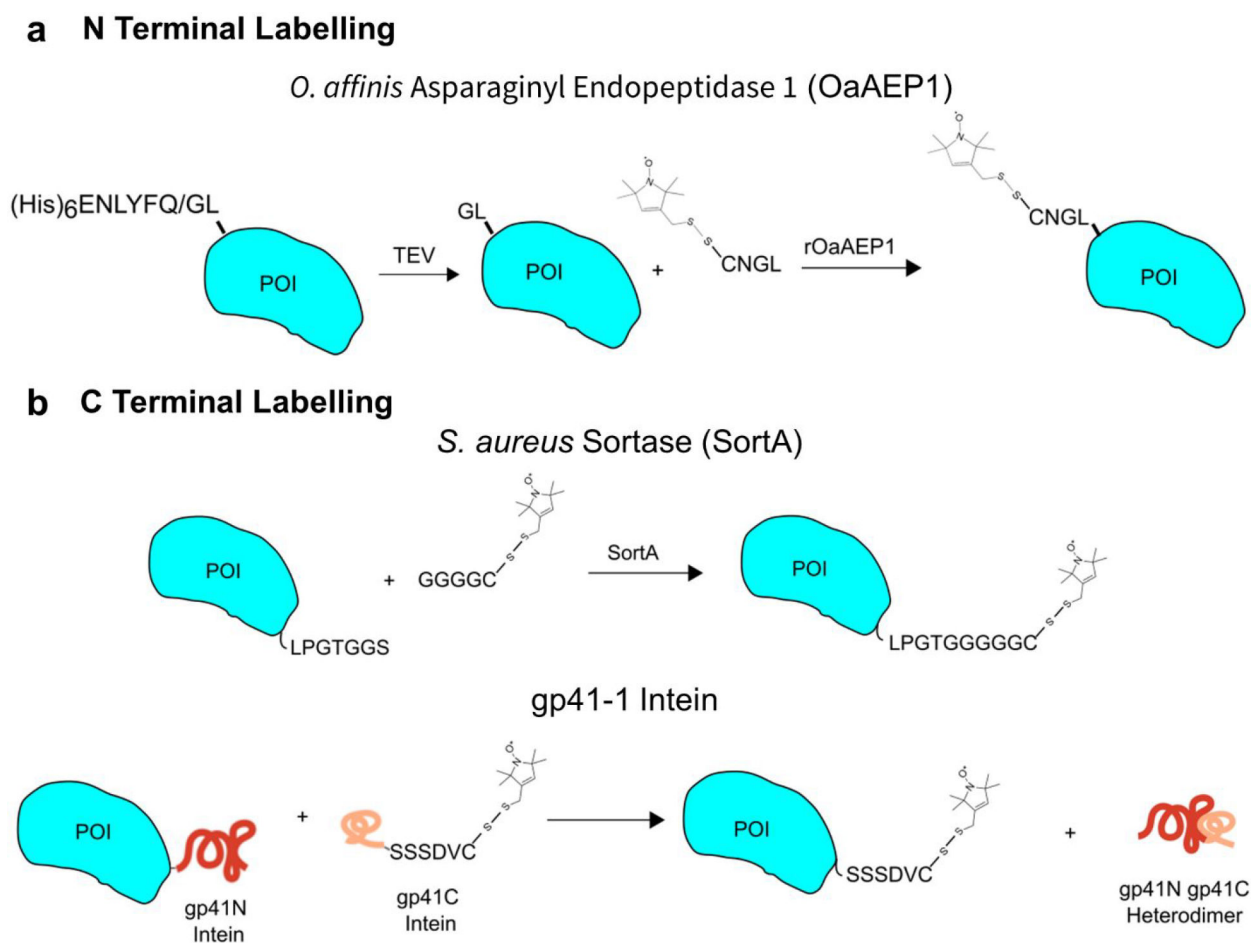 a N Terminal Labelling
O. affinis Asparaginyl Endopeptidase 1 (OaAEP1)
(His)6ENLYFQ/GL
POI
TEV
GL
POI
+
O•
N
S
S
CNGL
rOaAEP1
O•
N
S
S
CNGL
POI
b C Terminal Labelling
S. aureus Sortase (SortA)
POI
LPGTGGS
+
GGGGC
S
S
N
O•
SortA
POI
LPGTGGGGGC
S
S
N
O•
gp41-1 Intein
POI
gp41N
Intein
+
SSSDVC
S
S
N
O•
gp41C
Intein
POI
SSSDVC
S
S
N
O•
+
gp41N gp41C
Heterodimer